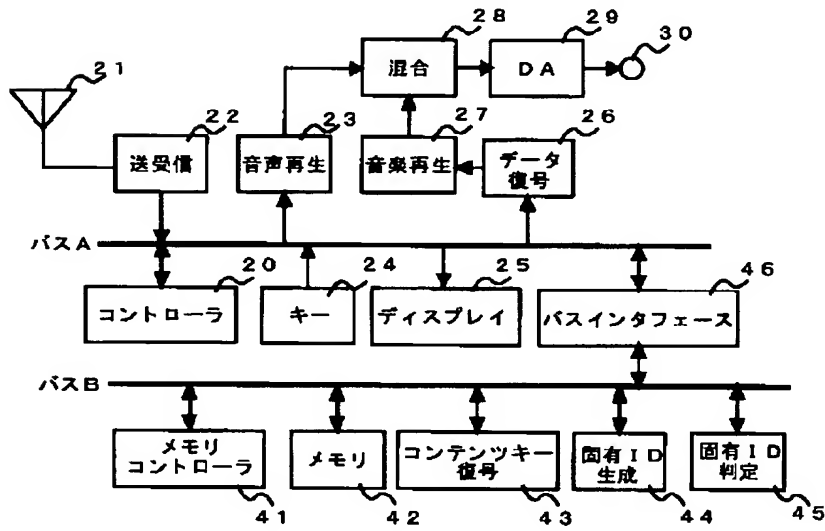 28
29
30
混合
DA
21
22
23
27
26
送受信
音声再生
音楽再生
データ
復号
バスA
20
24
25
46
コントローラ
キー
ディスプレイ
バスインタフェース
バスB
メモリ
コントローラ
メモリ
コンテンツキー
復号
固有ID
生成
固有ID
判定
41
42
43
44
45